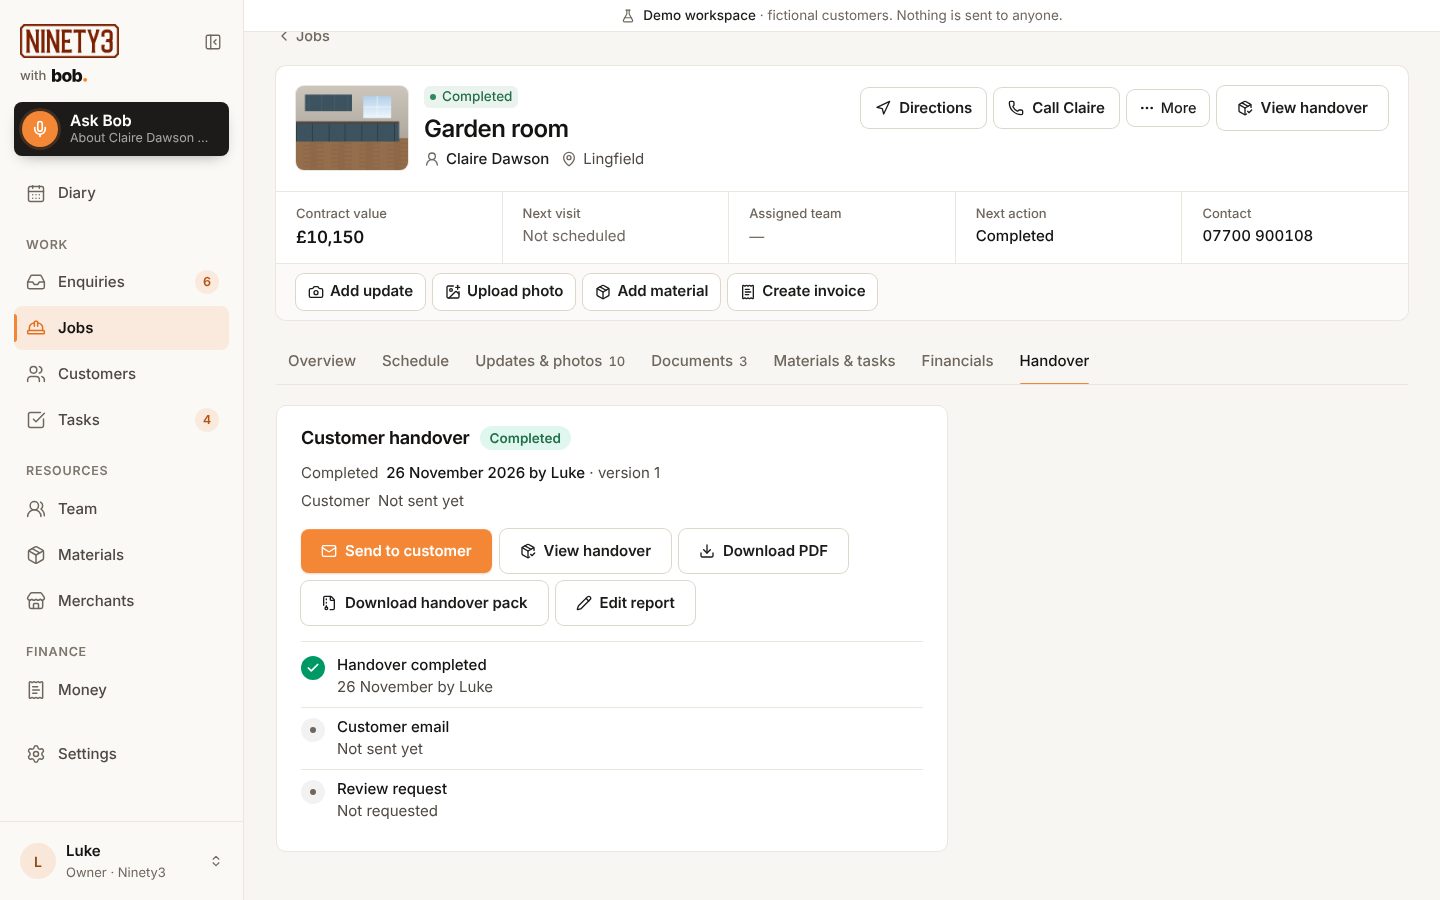 Demo workspace · fictional customers. Nothing is sent to anyone.
NINETY3
with bob.
Ask Bob
About Claire Dawson ...
Diary
WORK
Enquiries 6
Jobs
Customers
Tasks 4
RESOURCES
Team
Materials
Merchants
FINANCE
Money
Settings
L
Luke
Owner · Ninety3
Jobs
Completed
Garden room
Claire Dawson Lingfield
Directions
Call Claire
More
View handover
Contract value
£10,150
Next visit
Not scheduled
Assigned team
—
Next action
Completed
Contact
07700 900108
Add update
Upload photo
Add material
Create invoice
Overview
Schedule
Updates & photos 10
Documents 3
Materials & tasks
Financials
Handover
Customer handover Completed
Completed 26 November 2026 by Luke · version 1
Customer Not sent yet
Send to customer
View handover
Download PDF
Download handover pack
Edit report
Handover completed
26 November by Luke
Customer email
Not sent yet
Review request
Not requested